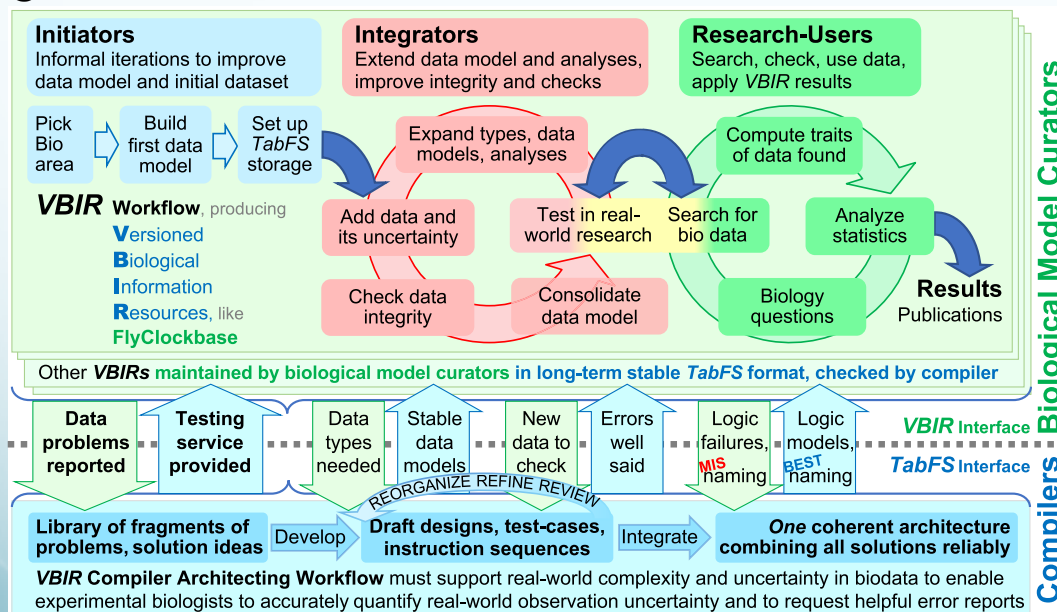 Initiators
Informal iterations to improve
data model and initial dataset
Integrators
Extend data model and analyses,
improve integrity and checks
Research-Users
Search, check, use data,
apply VBIR results
Pick
Bio
area
Build
first data
model
Set up
TabFS
storage
Expand types, data
models, analyses
Compute traits
of data found
VBIR Workflow, producing
Versioned
Biological
Information
Resources, like
FlyClockbase
Add data and
its uncertainty
Test in real-
world research
Search for
bio data
Analyze
statistics
Check data
integrity
Consolidate
data model
Biology
questions
Results
Publications
Other VBIRs maintained by biological model curators in long-term stable TabFS format, checked by compiler
Biological Model Curators
Data
problems
reported
Testing
service
provided
Data
types
needed
Stable
data
models
New
data to
check
Errors
well
said
Logic
failures,
MIS
naming
Logic
models,
BEST
naming
VBIR Interface
TabFS Interface
REORGANIZE REFINE REVIEW
Library of fragments of
problems, solution ideas
Develop
Draft designs, test-cases,
instruction sequences
Integrate
One coherent architecture
combining all solutions reliably
VBIR Compiler Architecting Workflow must support real-world complexity and uncertainty in biodata to enable
experimental biologists to accurately quantify real-world observation uncertainty and to request helpful error reports
Compilers